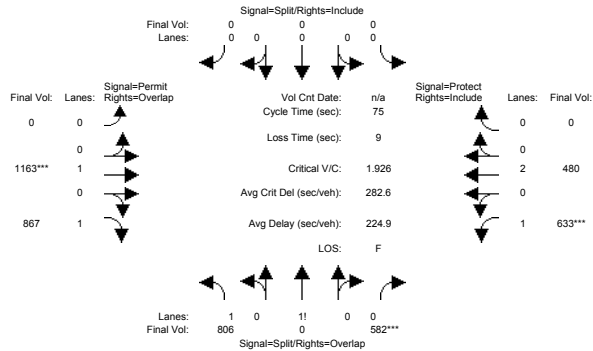 Signal=Split/Rights=Include
Final Vol: 0 0 0
Lanes: 0 0 0 0 0
Signal=Permit Signal=Protect
Final Vol: Lanes: Rights=Overlap Vol Cnt Date: n/a Rights=Include Lanes: Final Vol:
Cycle Time (sec): 75
0 0 0 0
Loss Time (sec): 9
0 0
1163*** 1 Critical V/C: 1.926 2 480
0 Avg Crit Del (sec/veh): 282.6 0
867 1 Avg Delay (sec/veh): 224.9 1 633***
LOS: F
Lanes: 1 0 1! 0 0
Final Vol: 806 0 582***
Signal=Split/Rights=Overlap